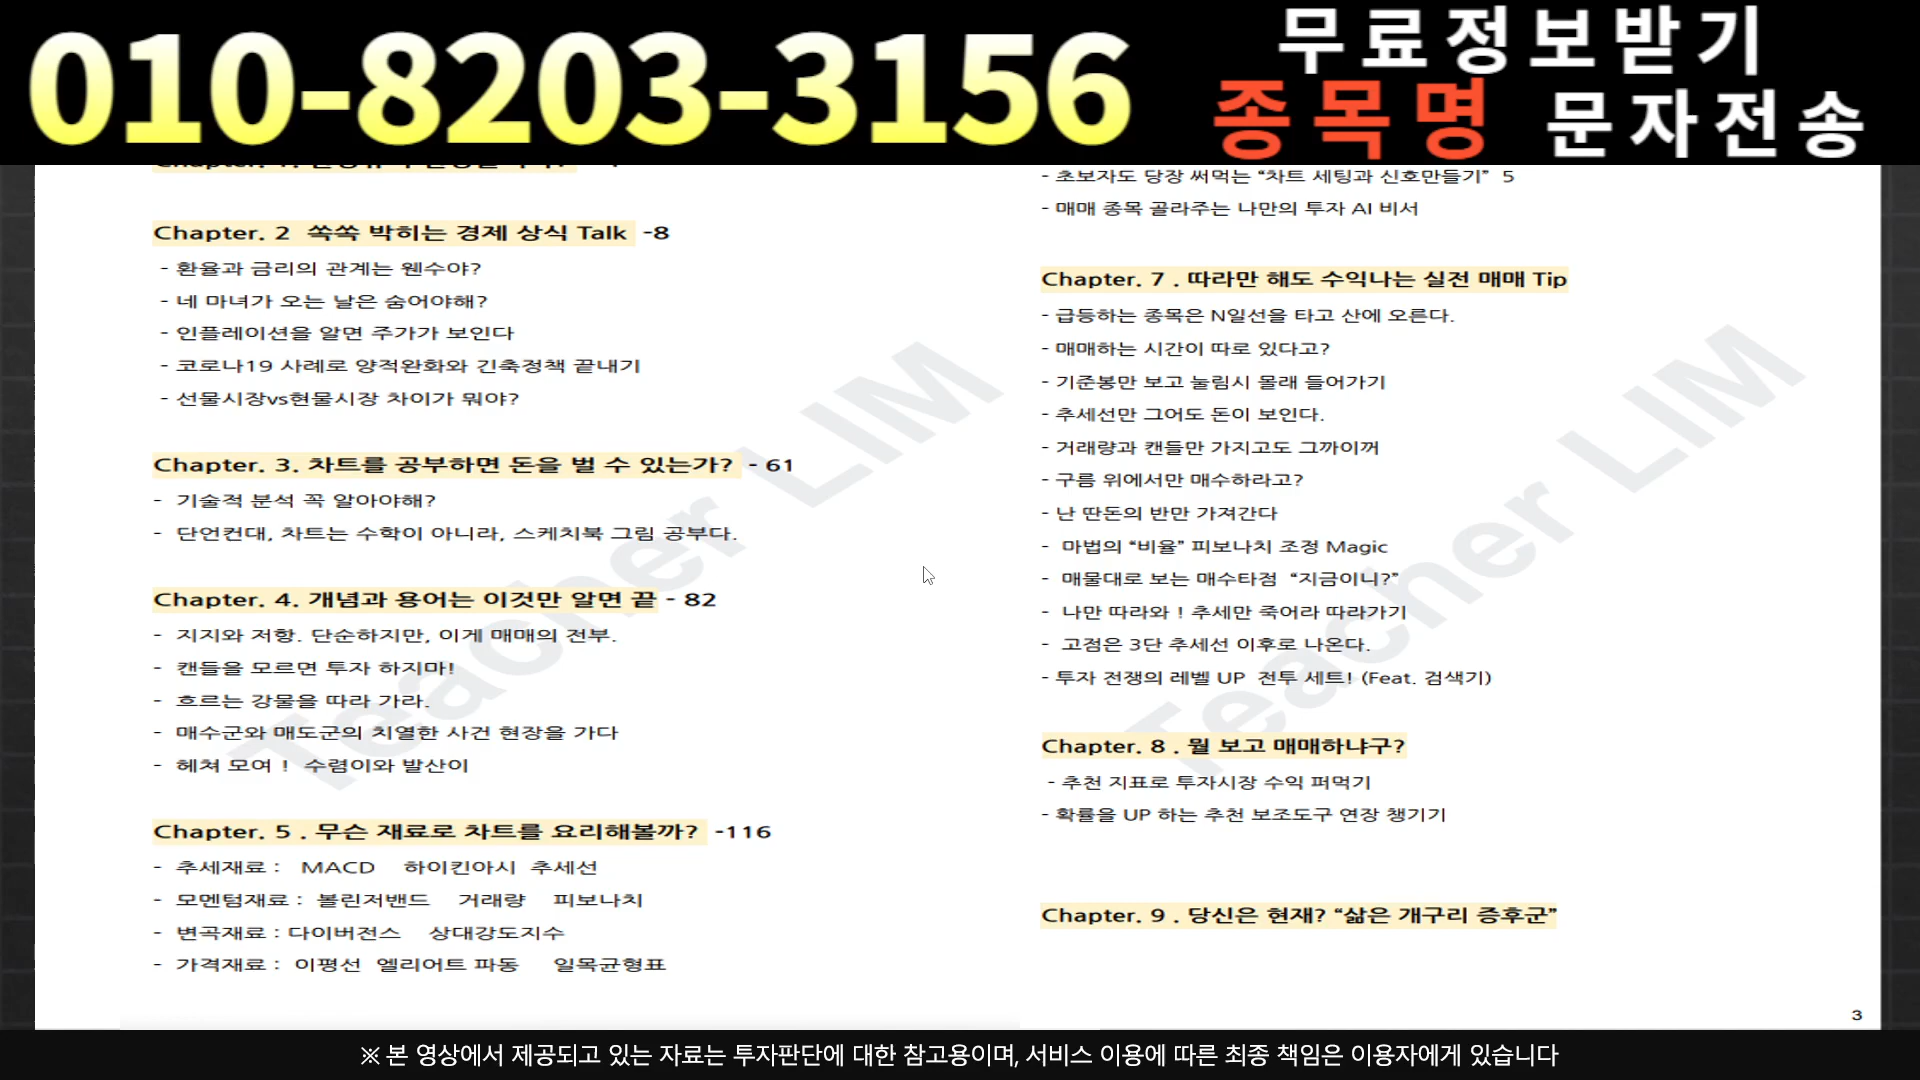 010-8203-3156
무료정보받기
종목명 문자전송
Chapter. 2 쏙쏙 박히는 경제 상식 Talk -8
- 환율과 금리의 관계는 웬수야?
- 네 마녀가 오는 날은 숨어야해?
- 인플레이션을 알면 주가가 보인다
- 코로나19 사례로 양적완화와 긴축정책 끝내기
- 선물시장vs현물시장 차이가 뭐야?
Chapter. 3. 차트를 공부하면 돈을 벌 수 있는가? - 61
- 기술적 분석 꼭 알아야해?
- 단언컨대, 차트는 수학이 아니라, 스케치북 그림 공부다.
Chapter. 4. 개념과 용어는 이것만 알면 끝 - 82
- 지지와 저항. 단순하지만, 이게 매매의 전부.
- 캔들을 모르면 투자 하지마!
- 흐르는 강물을 따라 가라.
- 매수군와 매도군의 치열한 사건 현장을 가다
- 헤쳐 모여 ! 수렴이와 발산이
Chapter. 5 . 무슨 재료로 차트를 요리해볼까? -116
- 추세재료 : MACD 하이킨아시 추세선
- 모멘텀재료 : 볼린저밴드 거래량 피보나치
- 변곡재료 : 다이버전스 상대강도지수
- 가격재료 : 이평선 엘리어트 파동 일목균형표
- 초보자도 당장 써먹는 “차트 세팅과 신호만들기” 5
- 매매 종목 골라주는 나만의 투자 AI 비서
Chapter. 7 . 따라만 해도 수익나는 실전 매매 Tip
- 급등하는 종목은 N일선을 타고 산에 오른다.
- 매매하는 시간이 따로 있다고?
- 기준봉만 보고 눌림시 몰래 들어가기
- 추세선만 그어도 돈이 보인다.
- 거래량과 캔들만 가지고도 그까이꺼
- 구름 위에서만 매수하라고?
- 난 딴돈의 반만 가져간다
- 마법의 “비율” 피보나치 조정 Magic
- 매물대로 보는 매수타점 “지금이니?”
- 나만 따라와 ! 추세만 죽어라 따라가기
- 고점은 3단 추세선 이후로 나온다.
- 투자 전쟁의 레벨 UP 전투 세트! (Feat. 검색기)
Chapter. 8 . 뭘 보고 매매하냐구?
- 추천 지표로 투자시장 수익 퍼먹기
- 확률을 UP 하는 추천 보조도구 연장 챙기기
Chapter. 9 . 당신은 현재? “삶은 개구리 증후군”
Teacher LIM
Teacher LIM
3
※ 본 영상에서 제공되고 있는 자료는 투자판단에 대한 참고용이며, 서비스 이용에 따른 최종 책임은 이용자에게 있습니다